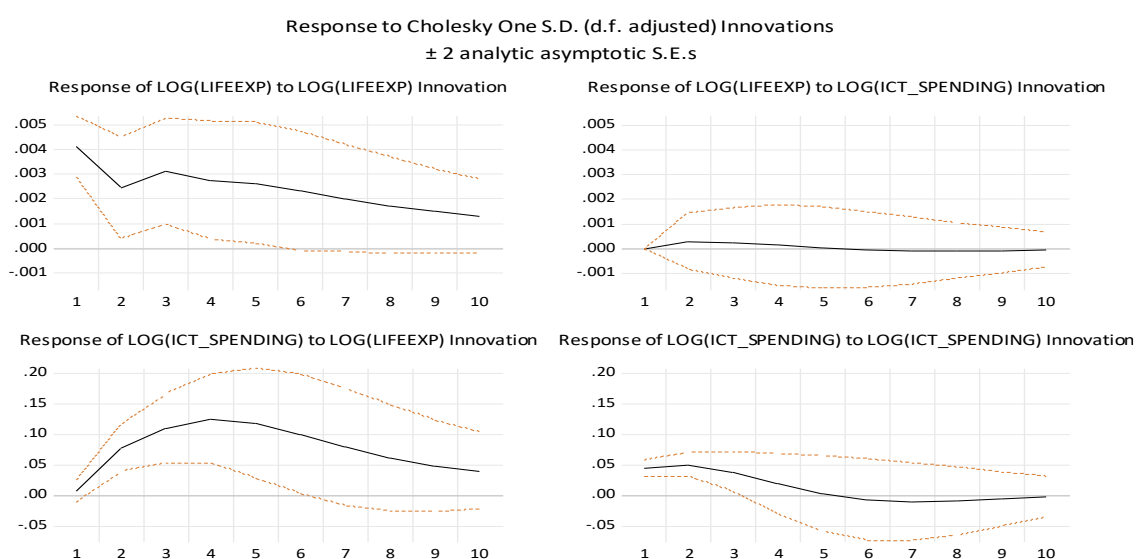 Response to Cholesky One S.D. (d.f. adjusted) Innovations
± 2 analytic asymptotic S.E.s
Response of LOG(LIFEEXP) to LOG(LIFEEXP) Innovation
.005
.004
.003
.002
.001
.000
-.001
1 2 3 4 5 6 7 8 9 10
Response of LOG(LIFEEXP) to LOG(ICT_SPENDING) Innovation
.005
.004
.003
.002
.001
.000
-.001
1 2 3 4 5 6 7 8 9 10
Response of LOG(ICT_SPENDING) to LOG(LIFEEXP) Innovation
.20
.15
.10
.05
.00
-.05
1 2 3 4 5 6 7 8 9 10
Response of LOG(ICT_SPENDING) to LOG(ICT_SPENDING) Innovation
.20
.15
.10
.05
.00
-.05
1 2 3 4 5 6 7 8 9 10